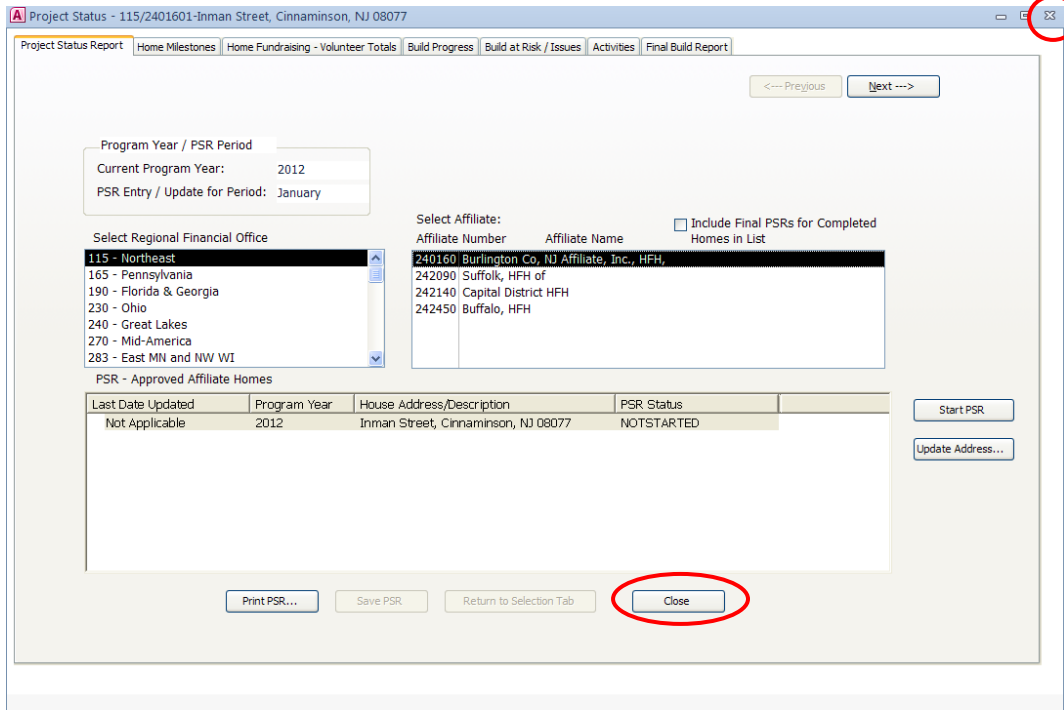 Project Status - 115/2401601-Inman Street, Cinnaminson, NJ 08077
Project Status Report Home Milestones Home Fundraising - Volunteer Totals Build Progress Build at Risk / Issues Activities Final Build Report
<--- Previous Next --->
Program Year / PSR Period
Current Program Year: 2012
PSR Entry / Update for Period: January
Select Affiliate:
Include Final PSRs for Completed
Homes in List
Select Regional Financial Office
Affiliate Number Affiliate Name
115 - Northeast
165 - Pennsylvania
190 - Florida & Georgia
230 - Ohio
240 - Great Lakes
270 - Mid-America
283 - East MN and NW WI
240160 Burlington Co, NJ Affiliate, Inc., HFH,
242090 Suffolk, HFH of
242140 Capital District HFH
242450 Buffalo, HFH
PSR - Approved Affiliate Homes
Last Date Updated Program Year House Address/Description PSR Status
Not Applicable 2012 Inman Street, Cinnaminson, NJ 08077 NOTSTARTED
Start PSR
Update Address...
Print PSR... Save PSR Return to Selection Tab Close